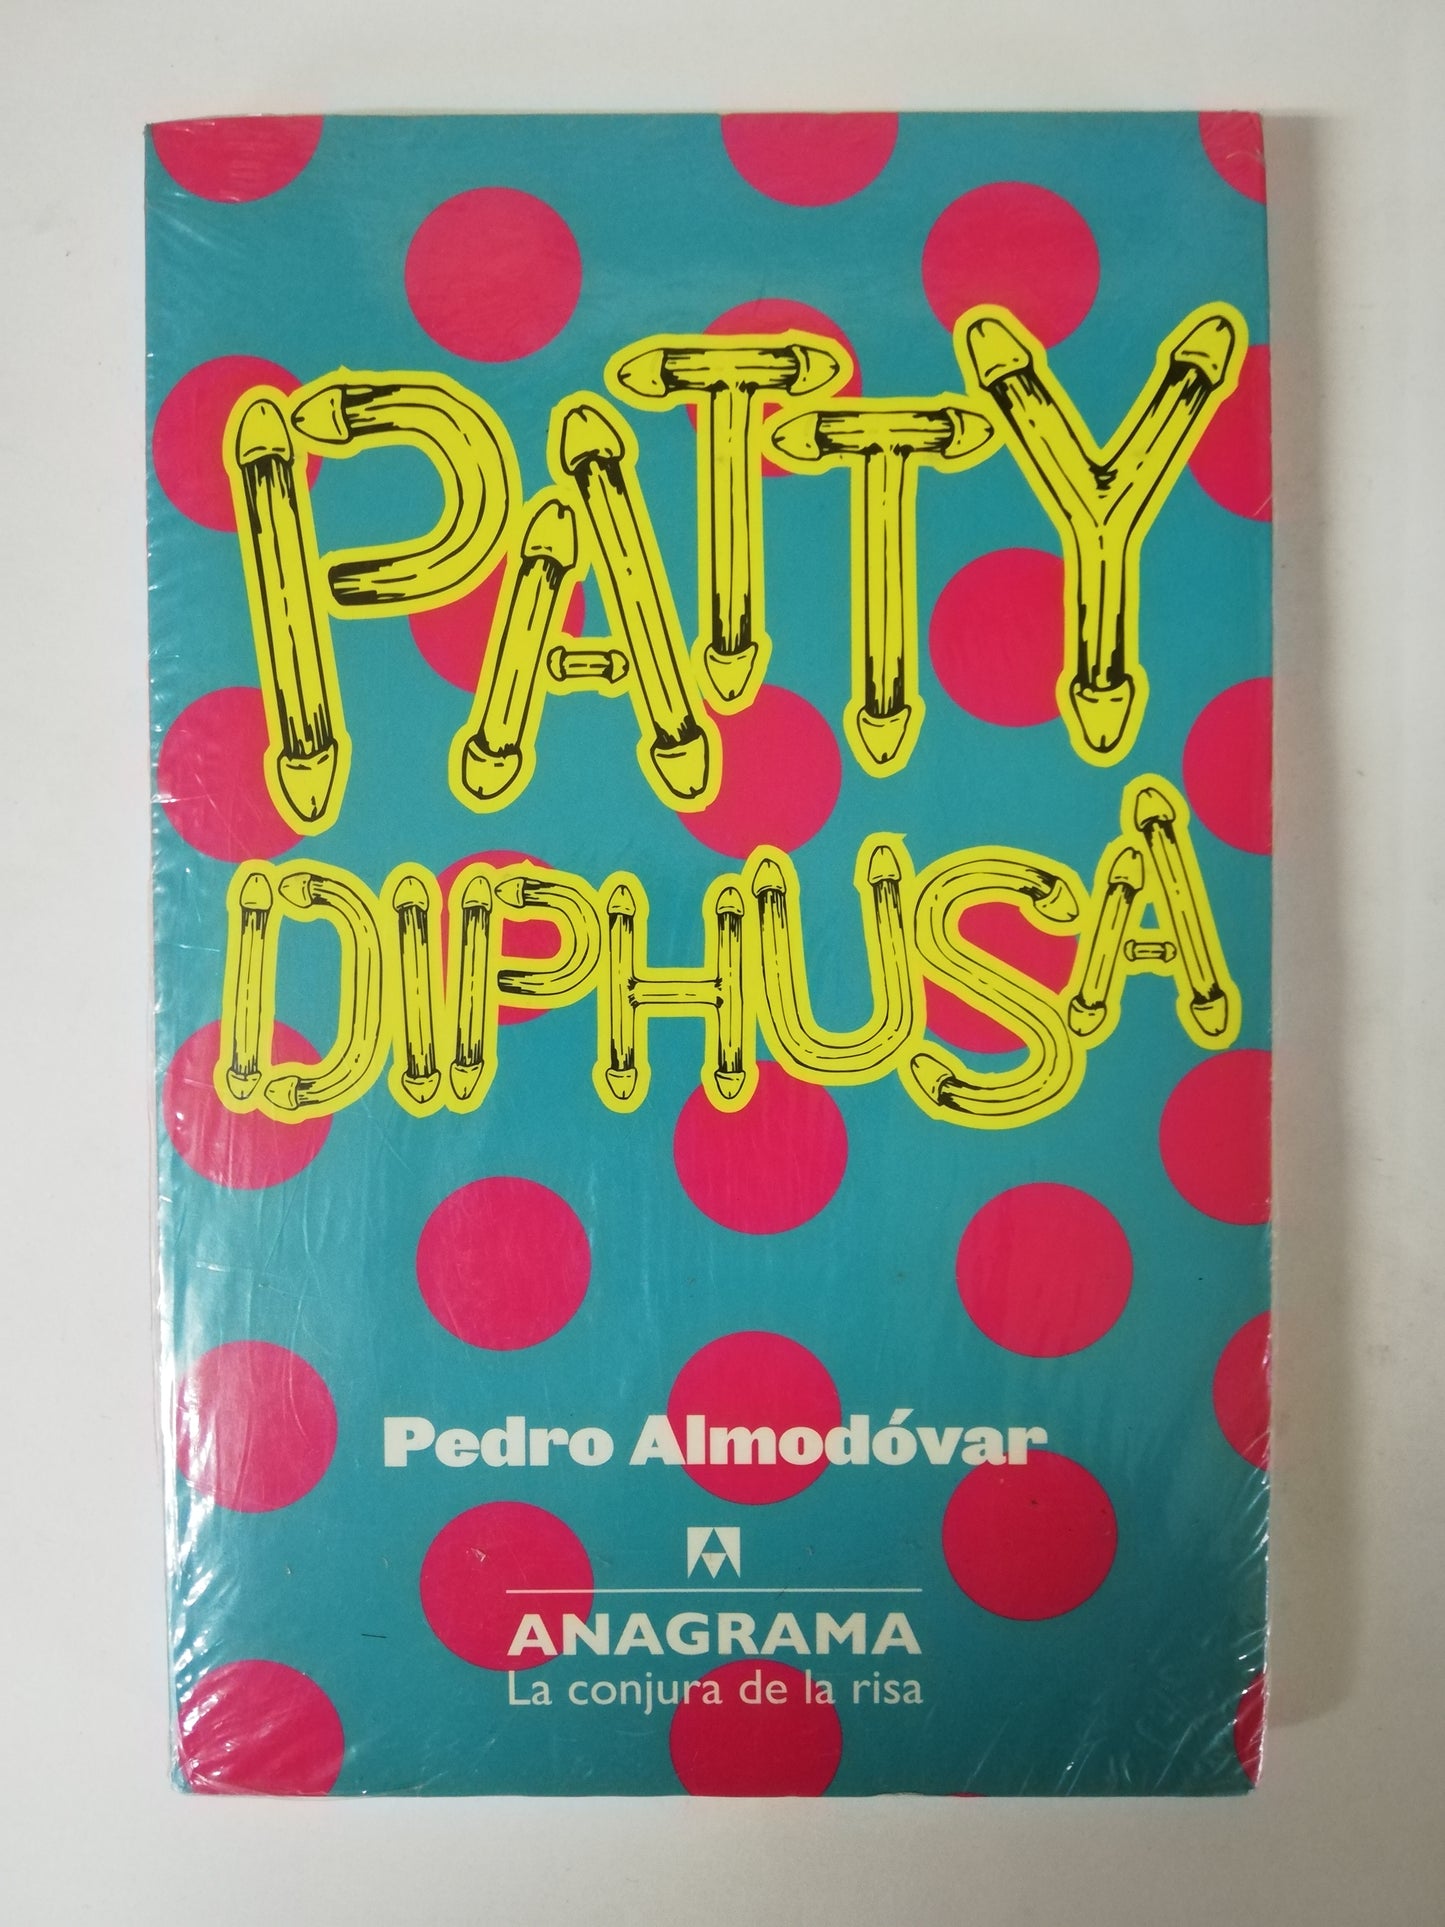 PATTY
DIPHUSA
Pedro Almodóvar
ANAGRAMA
La conjura de la risa